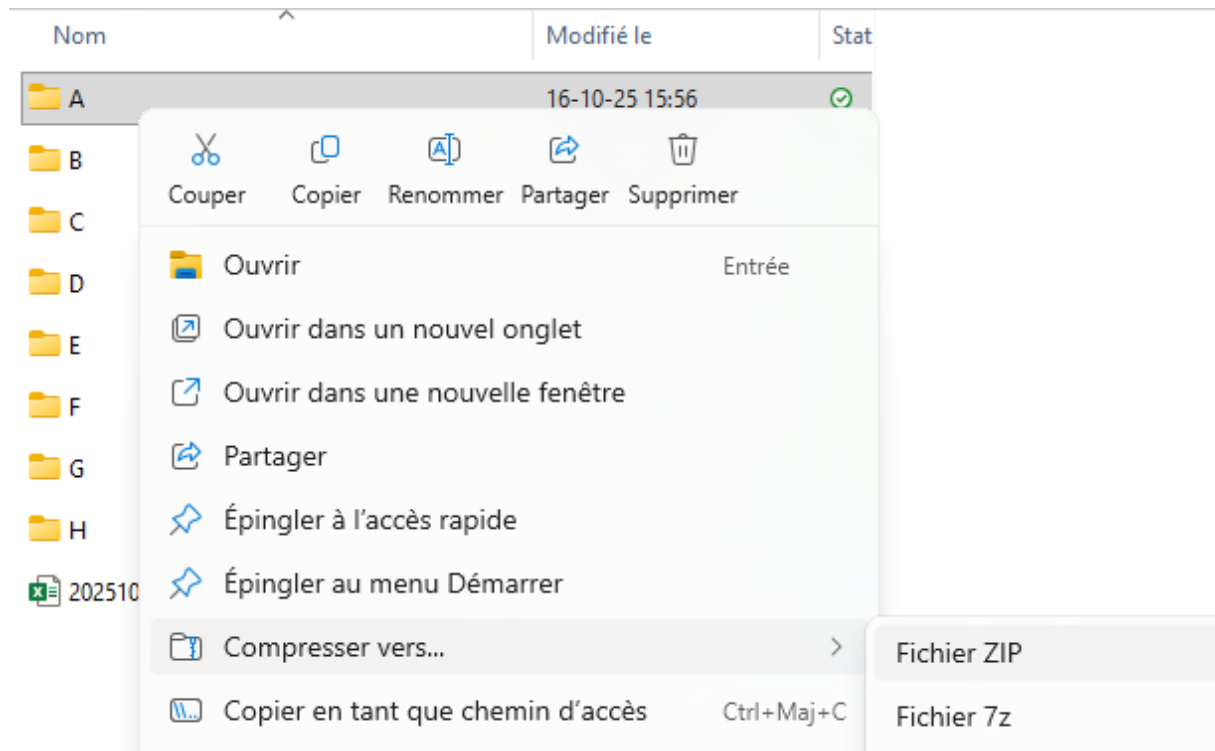 Nom Modifié le Stat
A 16-10-25 15:56
B
Couper Copier Renommer Partager Supprimer
C
Ouvrir Entrée
D
Ouvrir dans un nouvel onglet
E
Ouvrir dans une nouvelle fenêtre
F
Partager
G
Épingler à l'accès rapide
H
Épingler au menu Démarrer
202510
Compresser vers... Fichier ZIP
Copier en tant que chemin d'accès Ctrl+Maj+C Fichier 7z